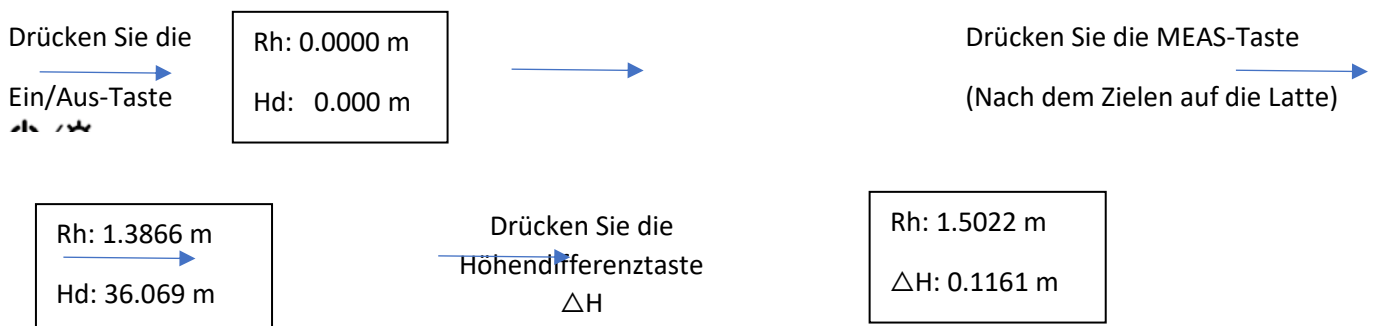 Drücken Sie die
Ein/Aus-Taste
Rh: 0.0000 m
Hd: 0.000 m
Drücken Sie die MEAS-Taste
(Nach dem Zielen auf die Latte)
Rh: 1.3866 m
Hd: 36.069 m
Drücken Sie die
Höhendifferenztaste
△H
Rh: 1.5022 m
△H: 0.1161 m